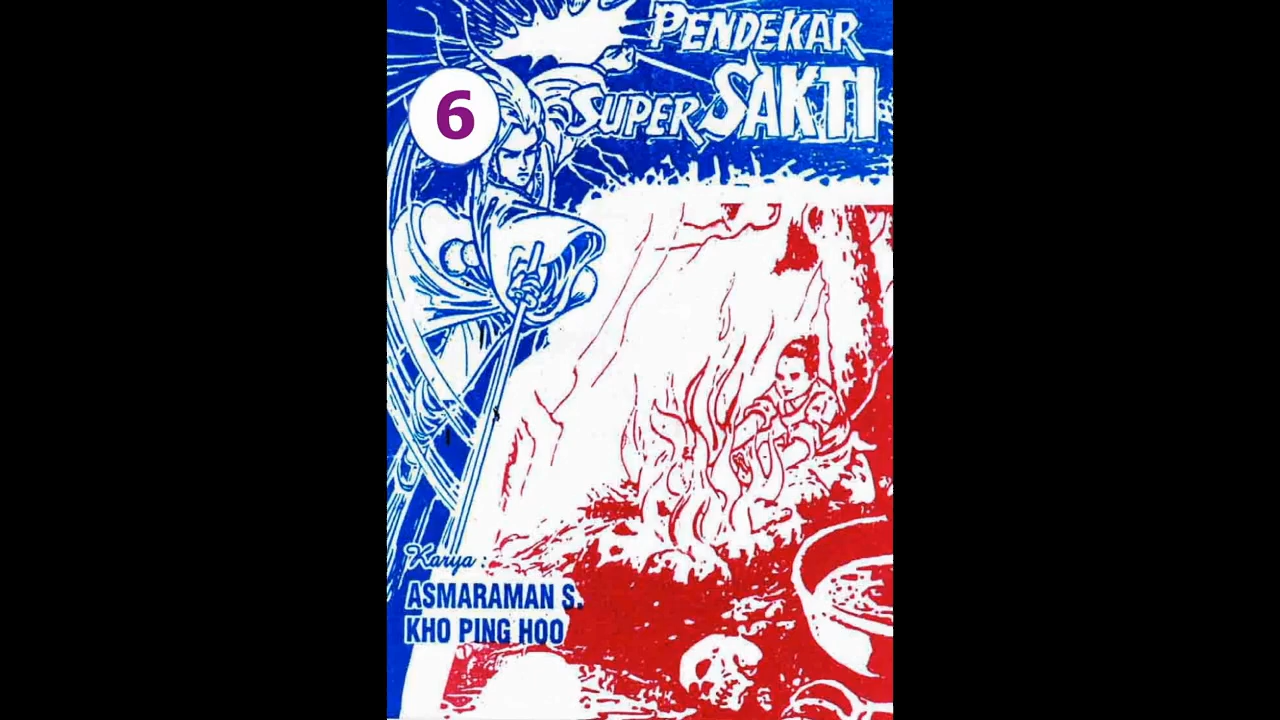 PENDEKAR
SUPER SAKTI
6
Karya :
ASMARAMAN S.
KHO PING HOO